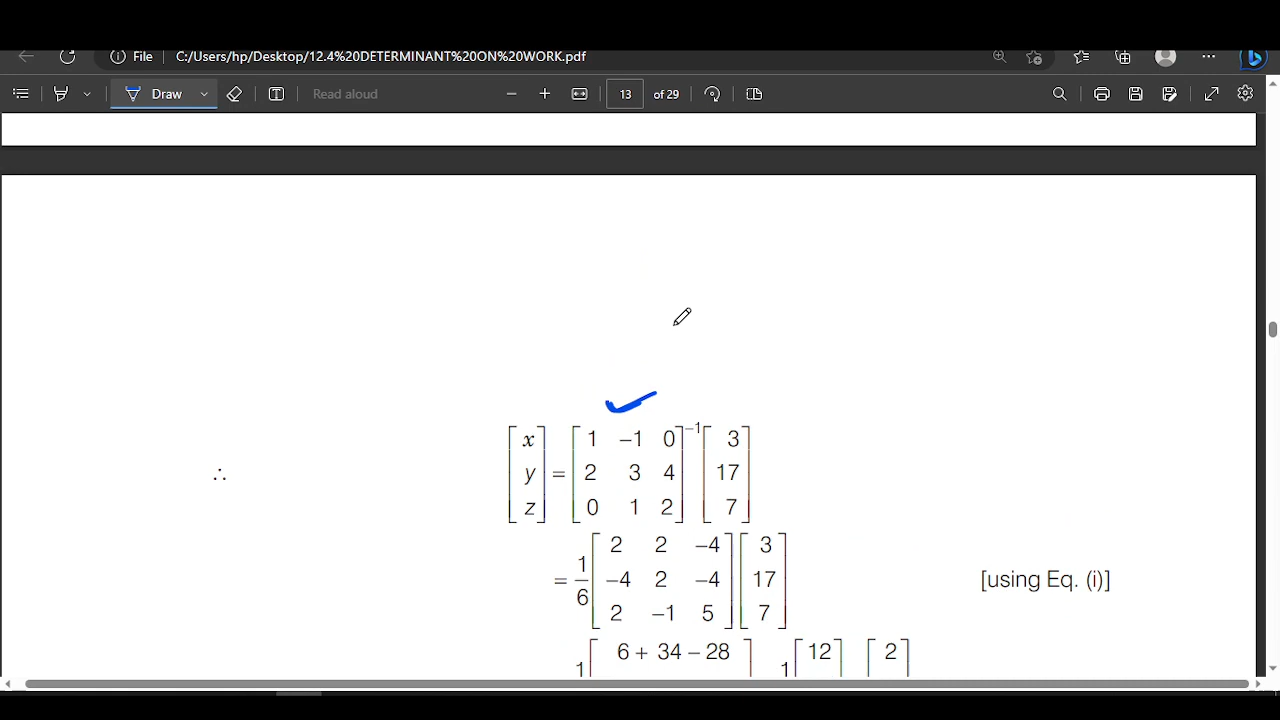 File C:/Users/hp/Desktop/12.4%20DETERMINANT%20ON%20WORK.pdf
Draw Read aloud 13 of 29
∴
[x] = [1 −1 0]⁻¹ [3]
[y] [2 3 4] [17]
[z] [0 1 2] [7]
= 1/6 [2 2 −4] [3]
[−4 2 −4] [17] [using Eq. (i)]
[2 −1 5] [7]
1 [6 + 34 − 28] 1 [12] [2]